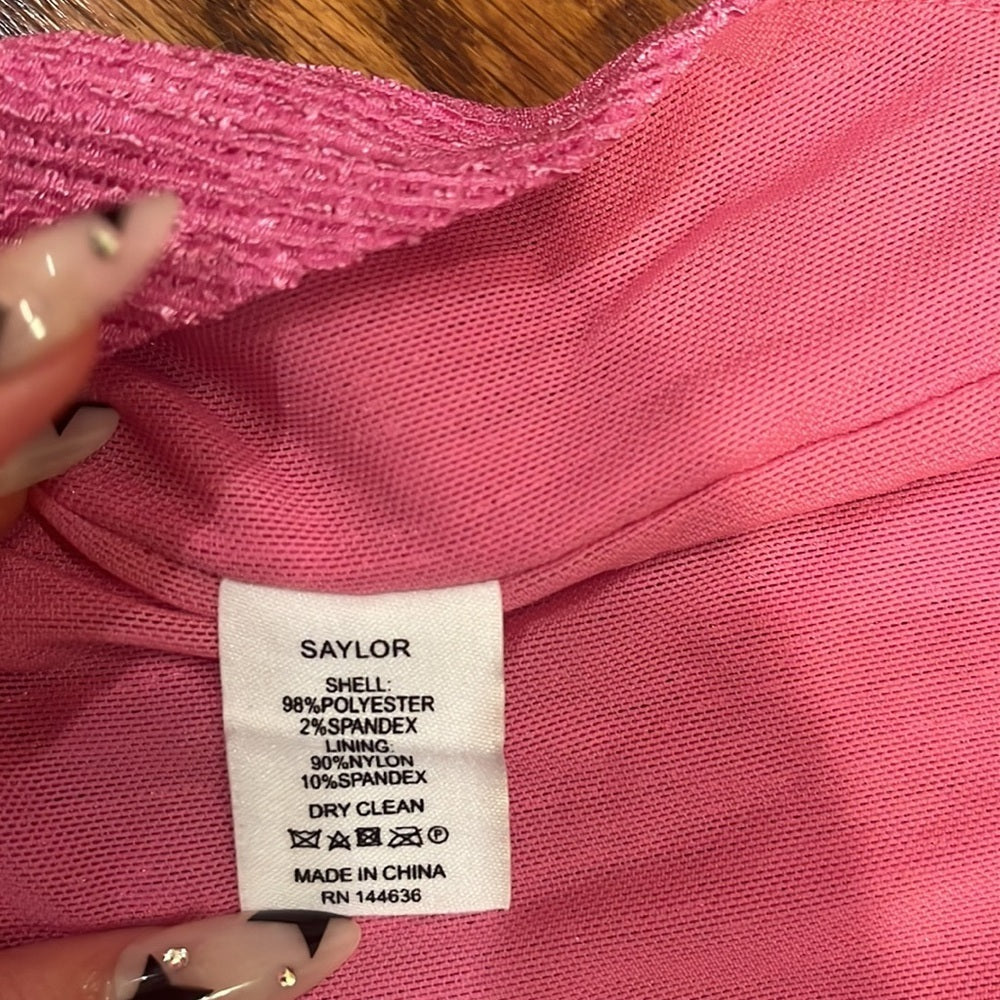 SAYLOR
SHELL:
98%POLYESTER
2%SPANDEX
LINING:
90%NYLON
10%SPANDEX
DRY CLEAN
P
MADE IN CHINA
RN 144636